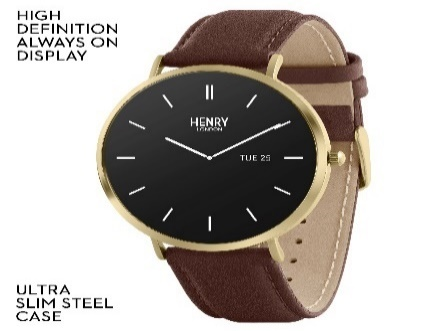 HIGH
DEFINITION
ALWAYS ON
DISPLAY
HENRY
LONDON
TUE 25
ULTRA
SLIM STEEL
CASE